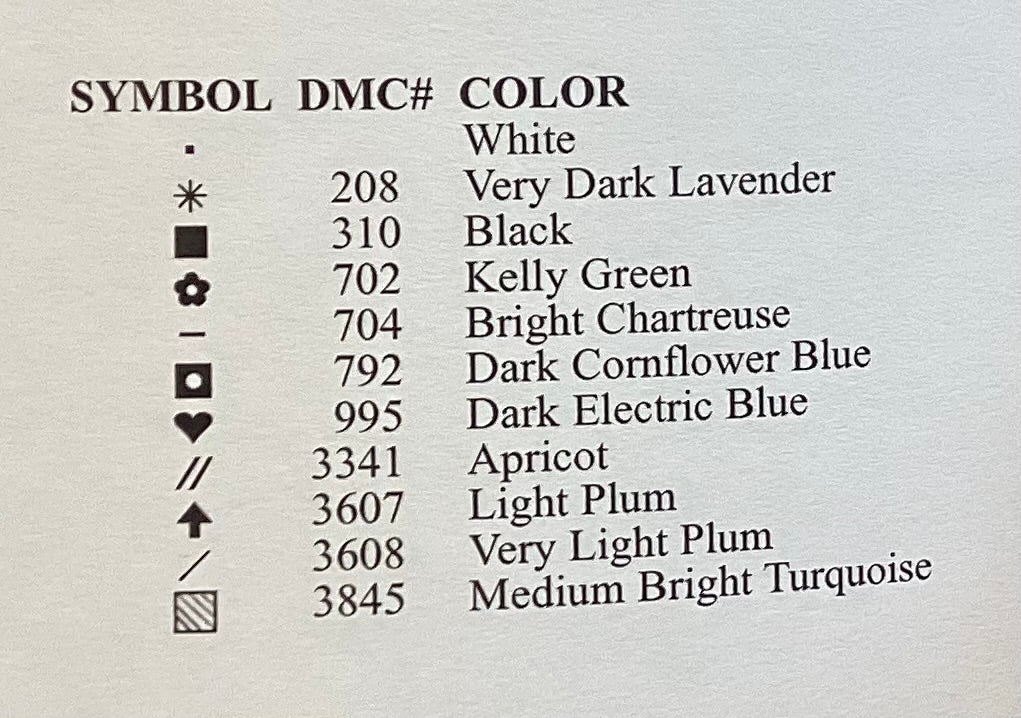 SYMBOL DMC# COLOR
White
208 Very Dark Lavender
310 Black
702 Kelly Green
704 Bright Chartreuse
792 Dark Cornflower Blue
995 Dark Electric Blue
3341 Apricot
3607 Light Plum
3608 Very Light Plum
3845 Medium Bright Turquoise